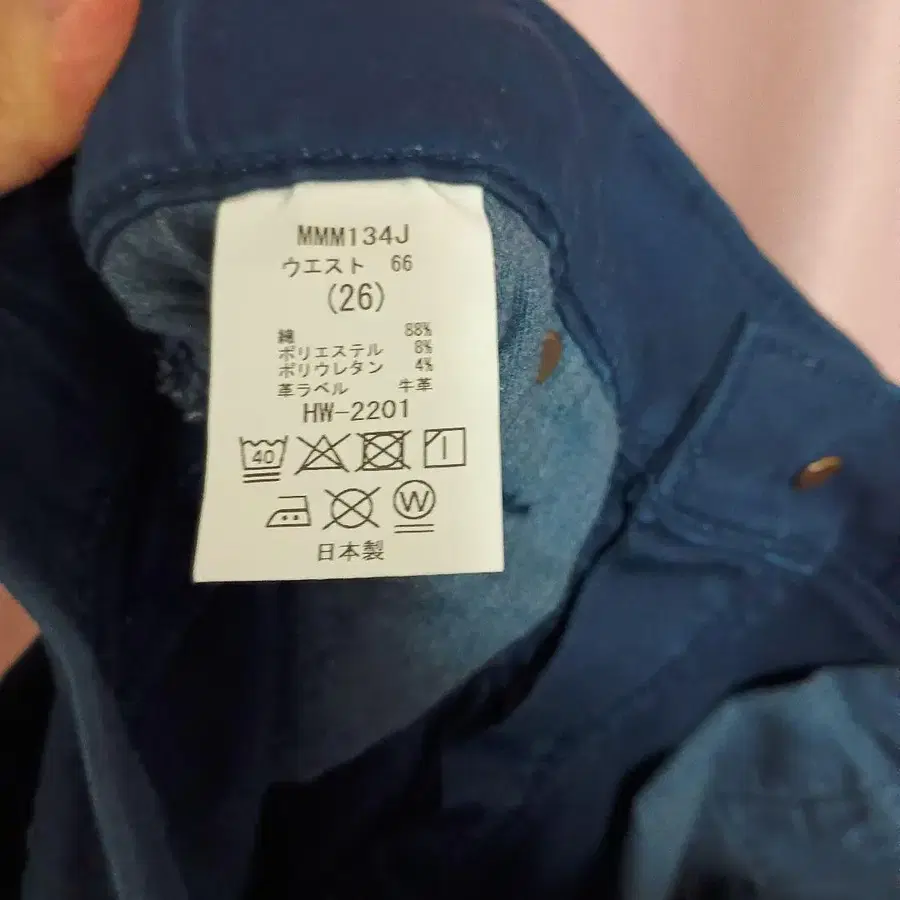 MMM134J
ウエスト 66
(26)
綿 88%
ポリエステル 8%
ポリウレタン 4%
革ラベル 牛革
HW-2201
40
W
日本製